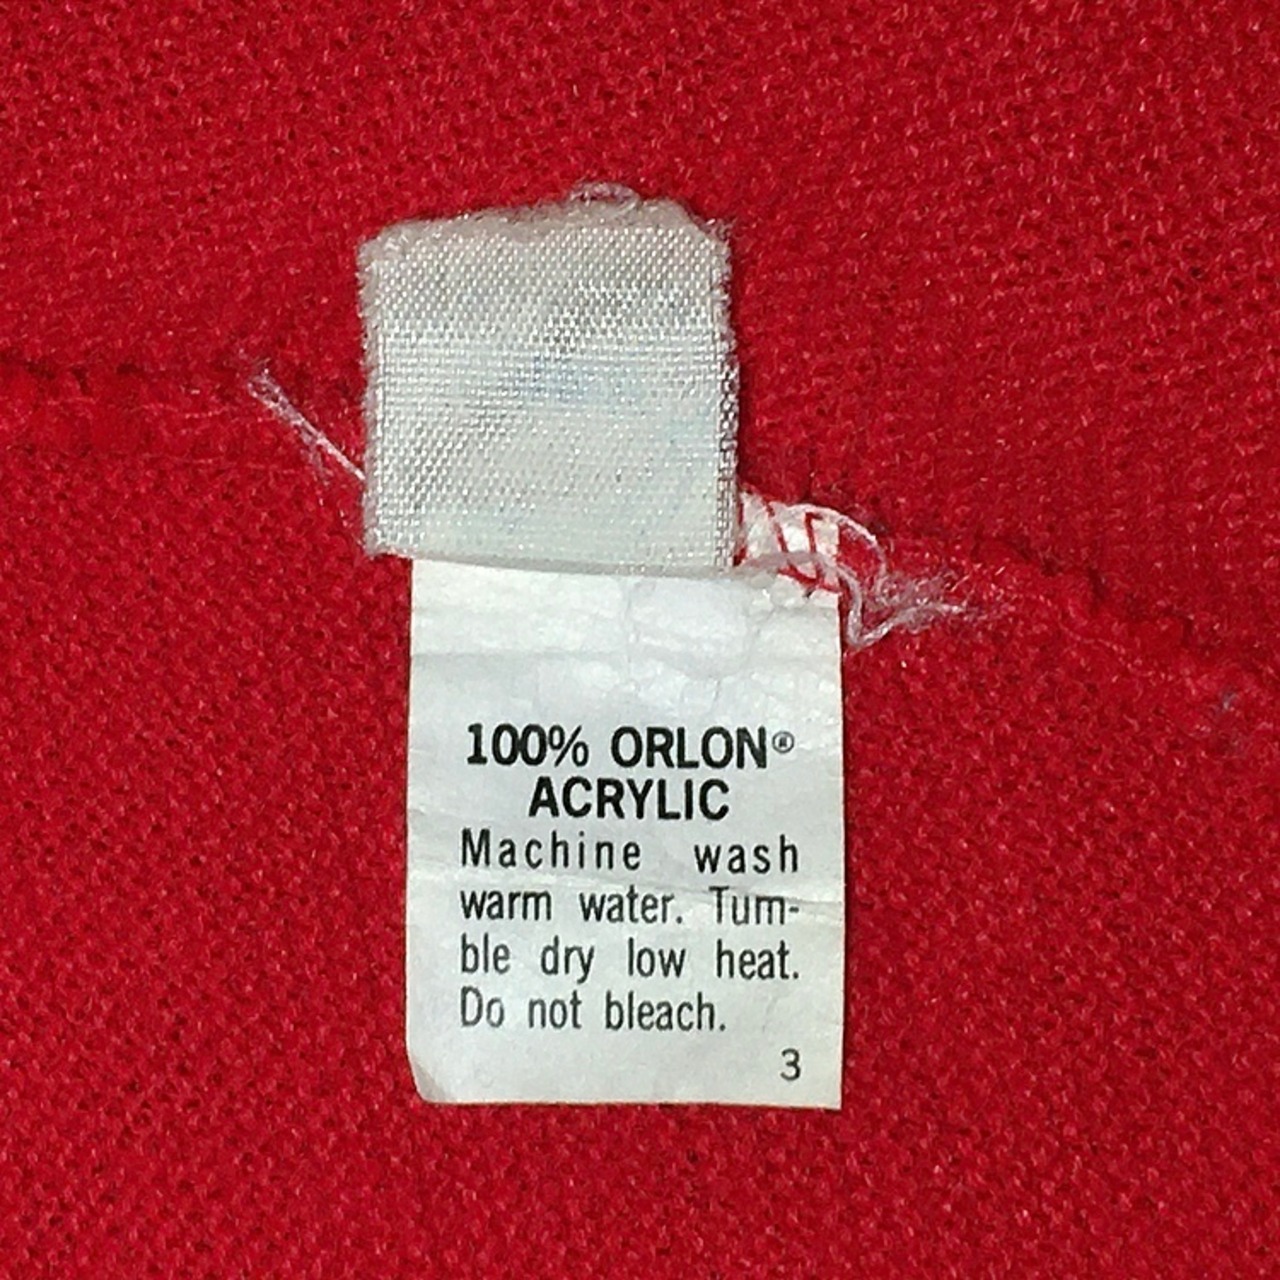 100% ORLON®
ACRYLIC
Machine wash
warm water. Tum-
ble dry low heat.
Do not bleach.
3